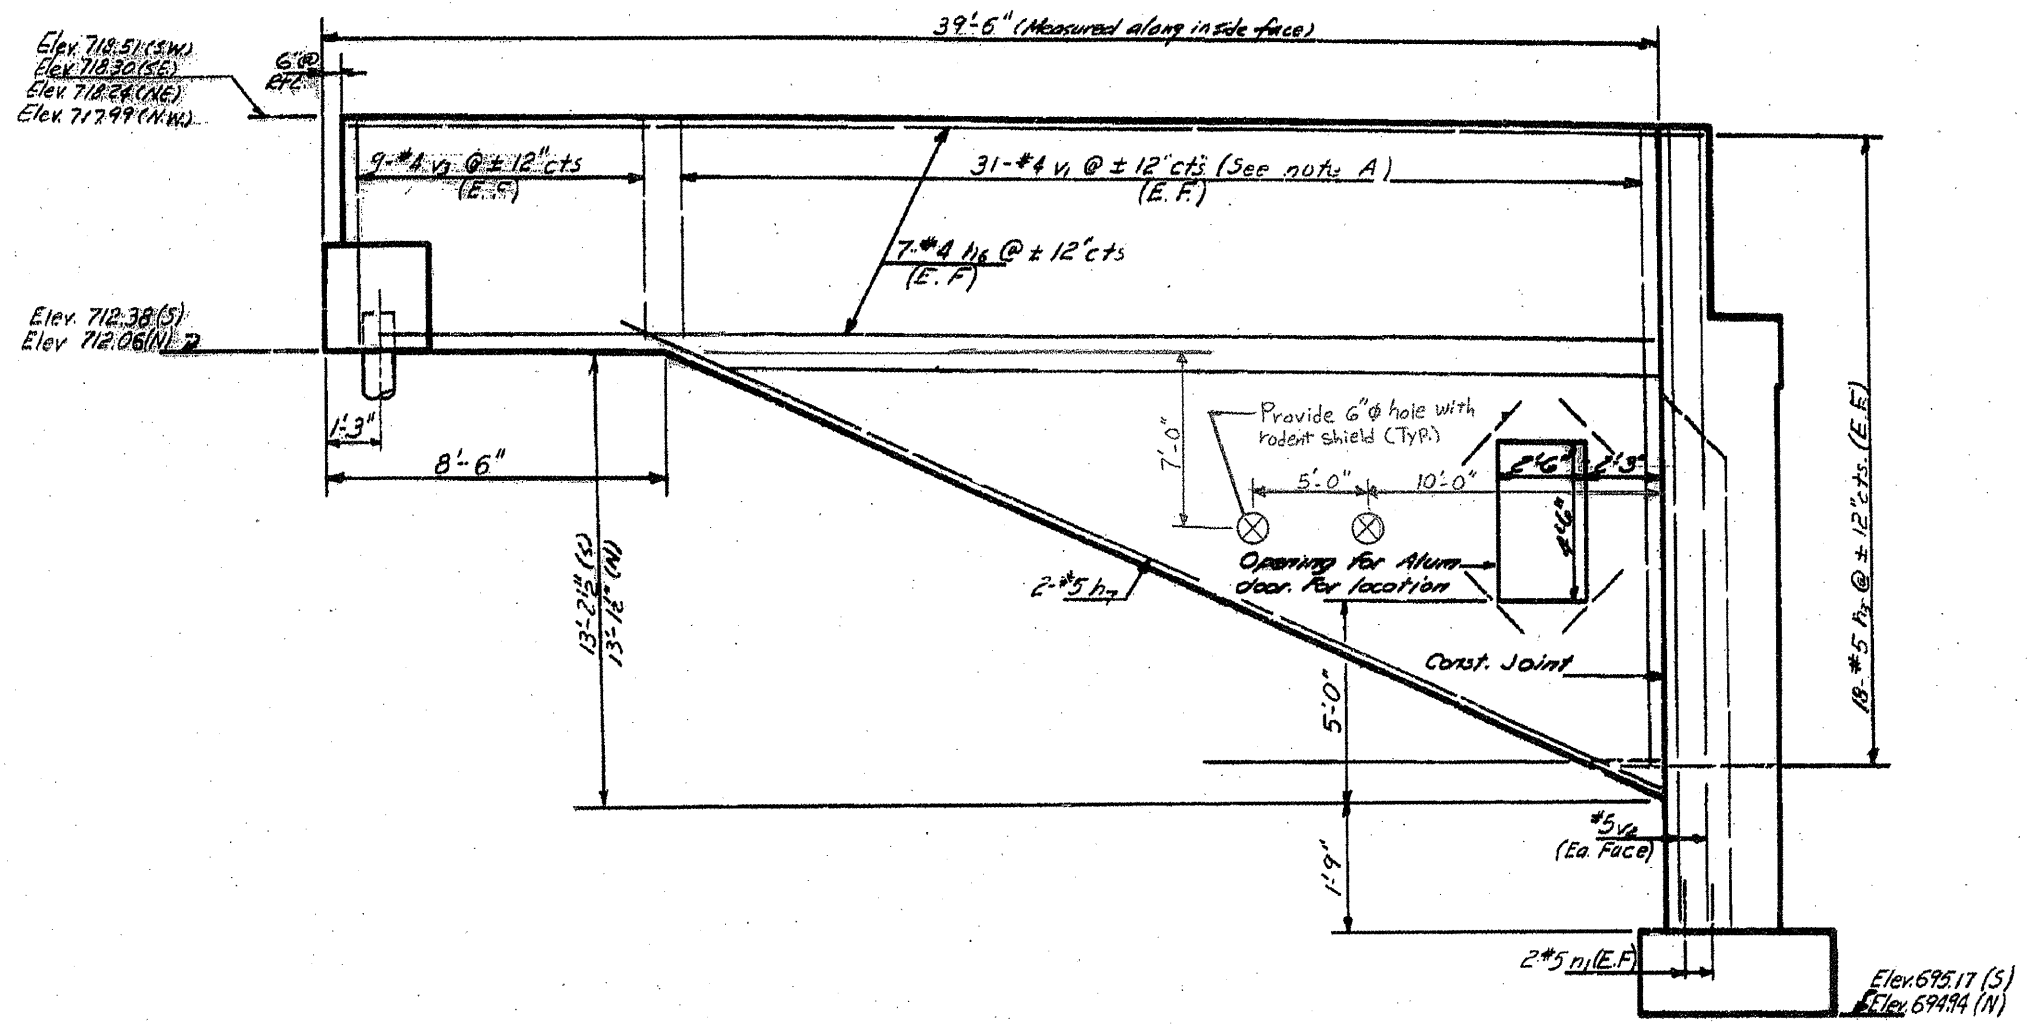 39'-6" (Measured along inside face)
Elev. 718.51 (S.W.)
Elev. 718.30 (SE)
Elev. 718.24 (NE)
Elev. 717.99 (N.W.)
6" @
9-#4 v3 @ ± 12" cts
31-#4 v1 @ ± 12" cts. (See note A)
(E.F.)
7-#4 h6 @ ± 12" cts
(E.F)
Elev. 712.38 (S)
Elev 712.06 (N)
1'-3"
8'-6"
7'-0"
Provide 6"φ hole with
rodent shield (Typ.)
2'-6"
2'-3"
5'-0"
10'-0"
4'-6"
Opening for Alum
door. For location
13'-2½" (S)
13'-1½" (N)
2-#5 h7
Const. Joint
5'-0"
18-#5 h3 @ ± 12" cts. (E.F.)
#5 v2
(Ea. Face)
1'-9"
2-#5 n1 (E.F)
Elev. 695.17 (S)
Elev. 694.94 (N)